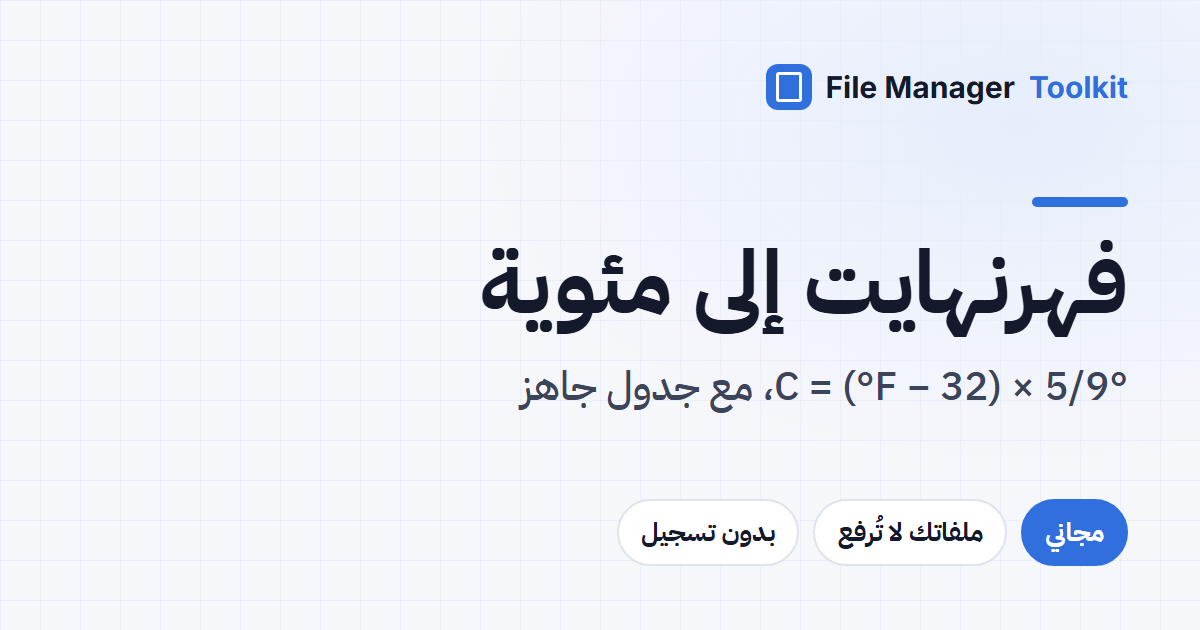 File Manager Toolkit
فهرنهايت إلى مئوية
°C = (°F − 32) × 5/9، مع جدول جاهز
مجاني
ملفاتك لا تُرفع
بدون تسجيل